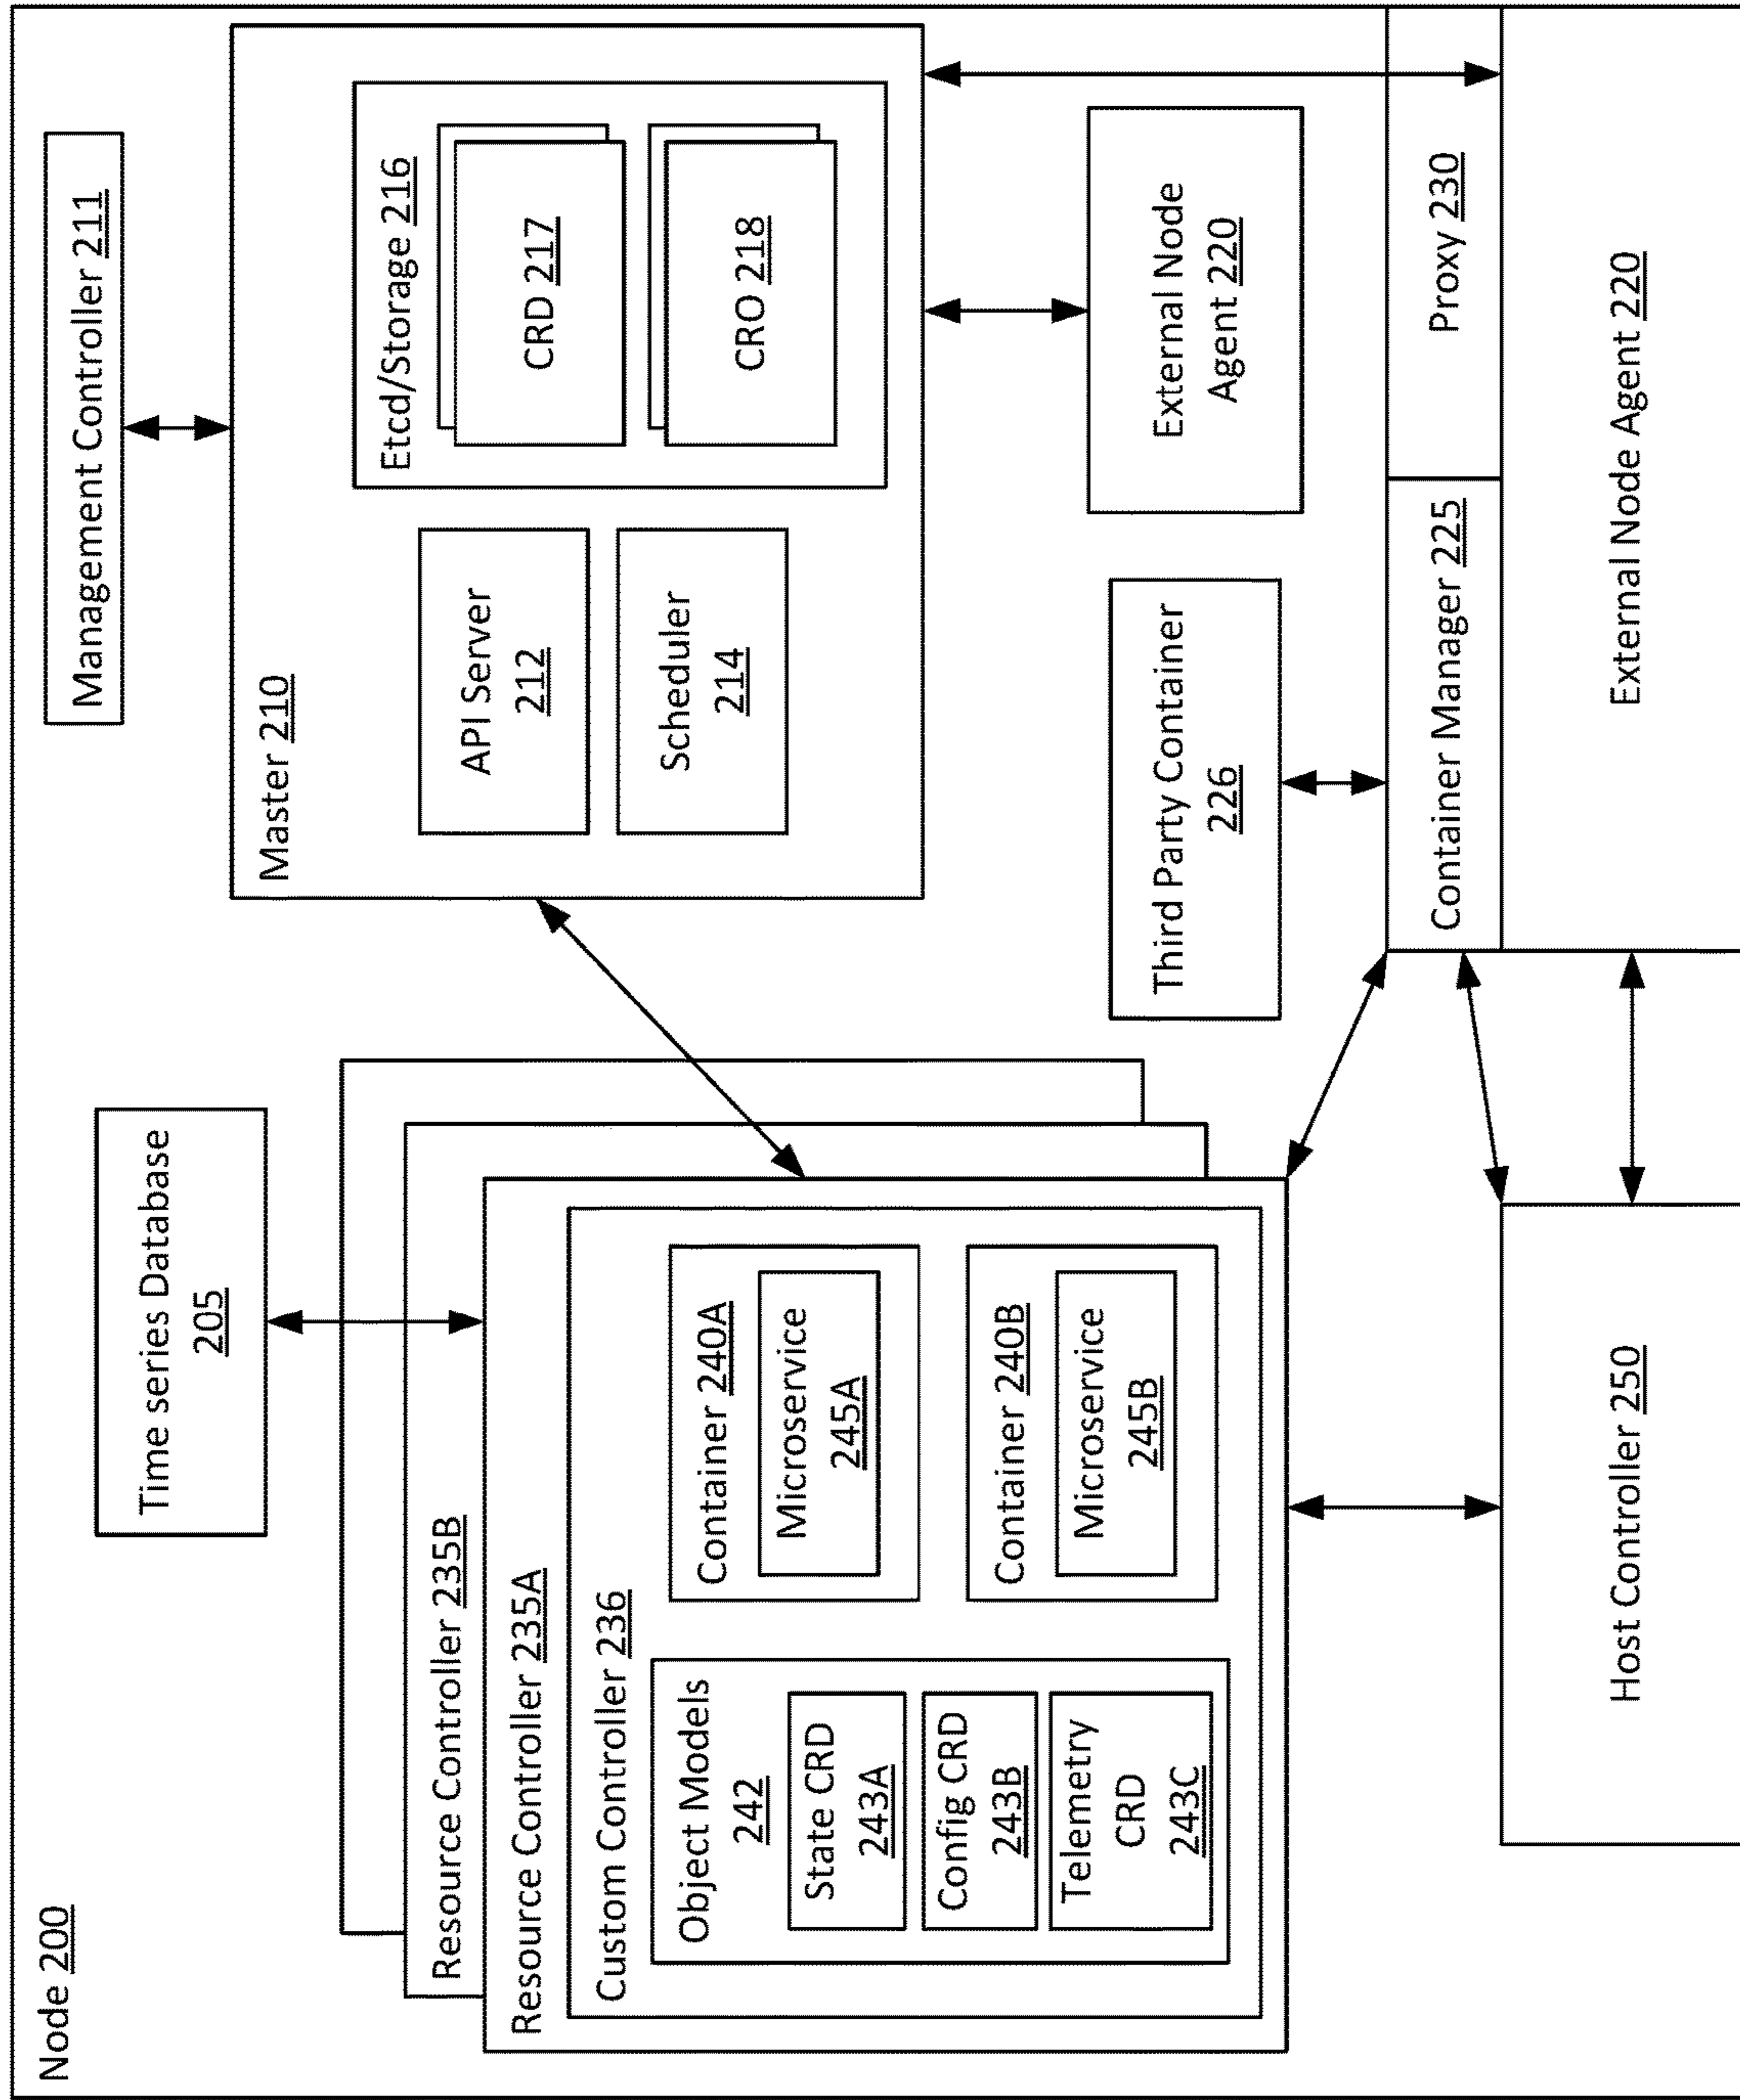 Node 200
Time series Database
205
Management Controller 211
Resource Controller 235B
Resource Controller 235A
Custom Controller 236
Object Models
242
State CRD
243A
Config CRD
243B
Telemetry
CRD
243C
Container 240A
Microservice
245A
Container 240B
Microservice
245B
Master 210
API Server
212
Scheduler
214
Etcd/Storage 216
CRD 217
CRO 218
Third Party Container
226
External Node
Agent 220
Container Manager 225
Proxy 230
Host Controller 250
External Node Agent 220